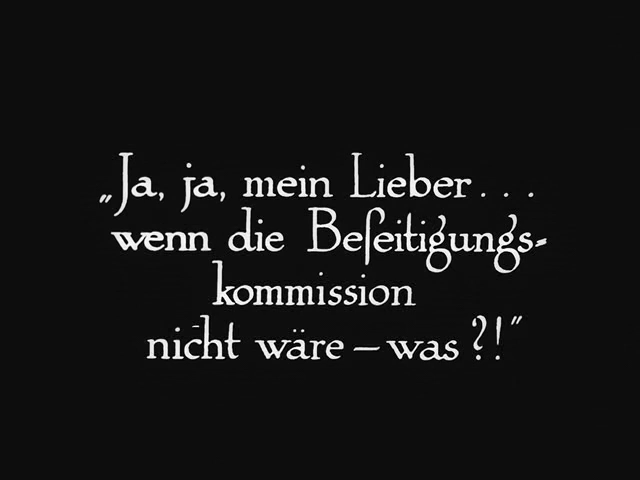 „Ja, ja, mein Lieber...
wenn die Beſeitigungs-
kommission
nicht wäre – was?!”